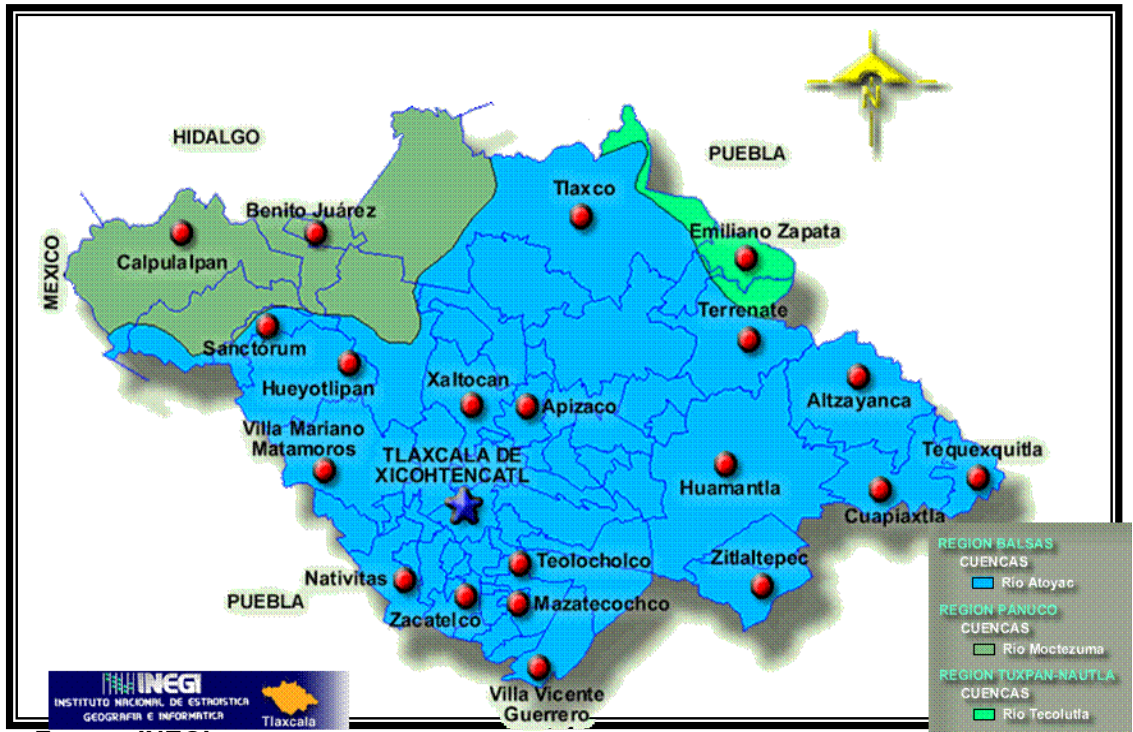 HIDALGO
PUEBLA
N
Tlaxco
Benito Juárez
Emiliano Zapata
MEXICO
Calpulalpan
Terrenate
Sanctorum
Hueyotlipan
Xaltocan
Apizaco
Altzayanca
Villa Mariano
Matamoros
TLAXCALA DE
XICOHTENCATL
Tequexquitla
Huamantla
Cuapiaxtla
Teolocholco
Zitlaltepec
Nativitas
PUEBLA
Zacatelco
Mazatecochco
Villa Vicente
Guerrero
REGION BALSAS
CUENCAS
Río Atoyac
REGION PANUCO
CUENCAS
Río Moctezuma
REGION TUXPAN-NAUTLA
CUENCAS
Río Tecolutla
INEGI
INSTITUTO NACIONAL DE ESTADISTICA
GEOGRAFIA E INFORMATICA
Tlaxcala